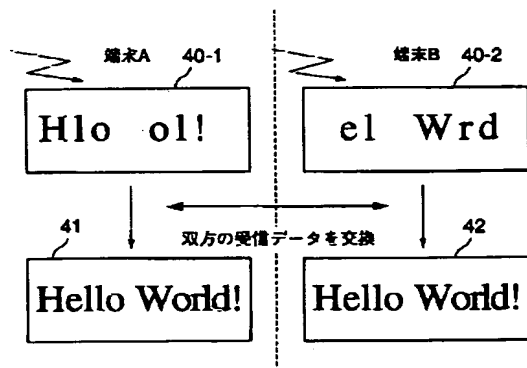 端末A 40-1
端末B 40-2
Hlo ol!
el Wrd
双方の受信データを交換
41
42
Hello World!
Hello World!